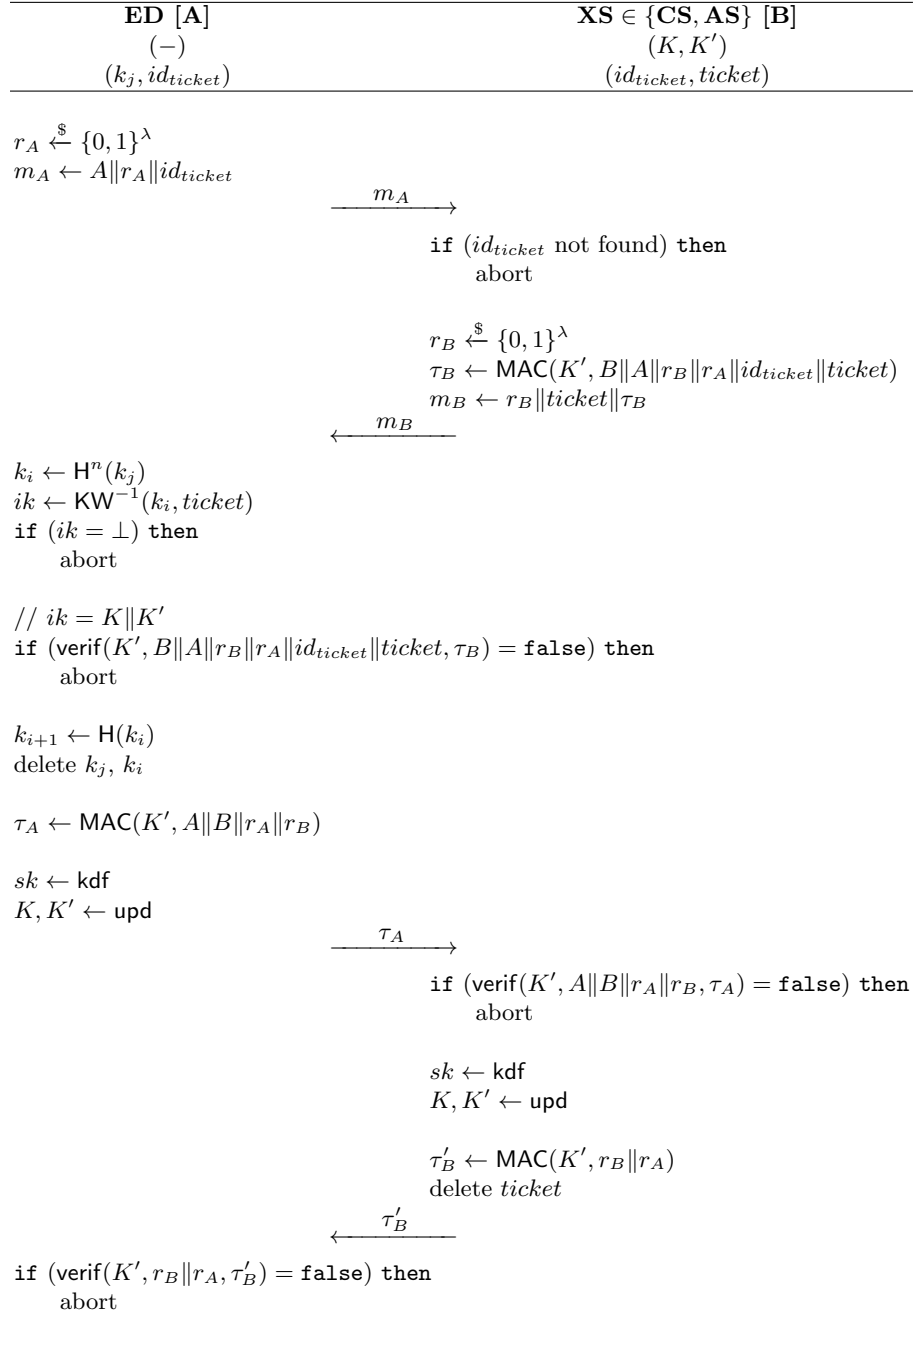 ED [A] XS ∈ {CS, AS} [B]
(−) (K, K′)
(k_j, id_ticket) (id_ticket, ticket)
r_A ←$ {0, 1}^λ
m_A ← A‖r_A‖id_ticket
m_A
if (id_ticket not found) then
abort
r_B ←$ {0, 1}^λ
τ_B ← MAC(K′, B‖A‖r_B‖r_A‖id_ticket‖ticket)
m_B ← r_B‖ticket‖τ_B
m_B
k_i ← H^n(k_j)
ik ← KW^−1(k_i, ticket)
if (ik = ⊥) then
abort
// ik = K‖K′
if (verif(K′, B‖A‖r_B‖r_A‖id_ticket‖ticket, τ_B) = false) then
abort
k_{i+1} ← H(k_i)
delete k_j, k_i
τ_A ← MAC(K′, A‖B‖r_A‖r_B)
sk ← kdf
K, K′ ← upd
τ_A
if (verif(K′, A‖B‖r_A‖r_B, τ_A) = false) then
abort
sk ← kdf
K, K′ ← upd
τ′_B ← MAC(K′, r_B‖r_A)
delete ticket
τ′_B
if (verif(K′, r_B‖r_A, τ′_B) = false) then
abort